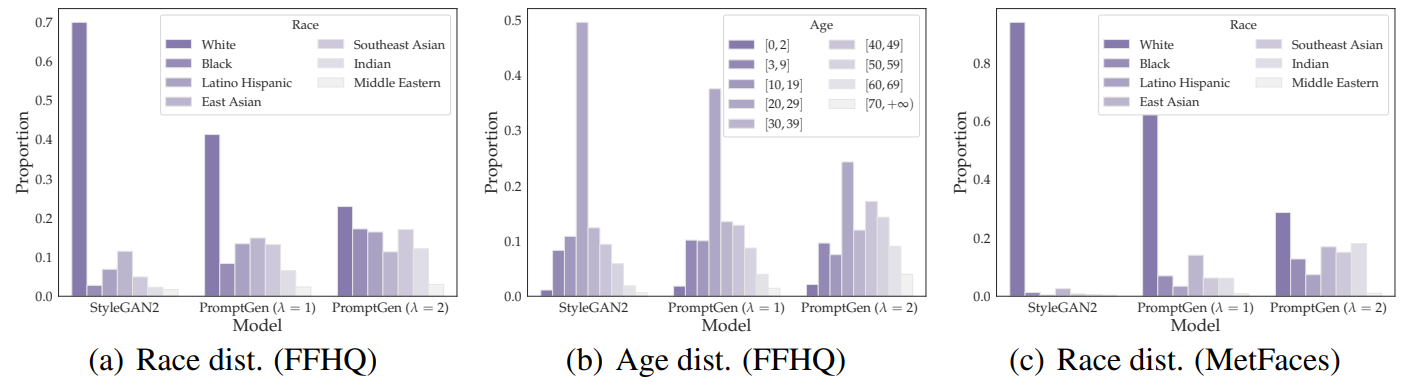 Race
White
Black
Latino Hispanic
East Asian
Southeast Asian
Indian
Middle Eastern
Proportion
0.7
0.6
0.5
0.4
0.3
0.2
0.1
0.0
StyleGAN2
PromptGen (λ = 1)
PromptGen (λ = 2)
Model
(a) Race dist. (FFHQ)
Age
[0, 2]
[3, 9]
[10, 19]
[20, 29]
[30, 39]
[40, 49]
[50, 59]
[60, 69]
[70, +∞)
Proportion
0.5
0.4
0.3
0.2
0.1
0.0
StyleGAN2
PromptGen (λ = 1)
PromptGen (λ = 2)
Model
(b) Age dist. (FFHQ)
Race
White
Black
Latino Hispanic
East Asian
Southeast Asian
Indian
Middle Eastern
Proportion
0.8
0.6
0.4
0.2
0.0
StyleGAN2
PromptGen (λ = 1)
PromptGen (λ = 2)
Model
(c) Race dist. (MetFaces)